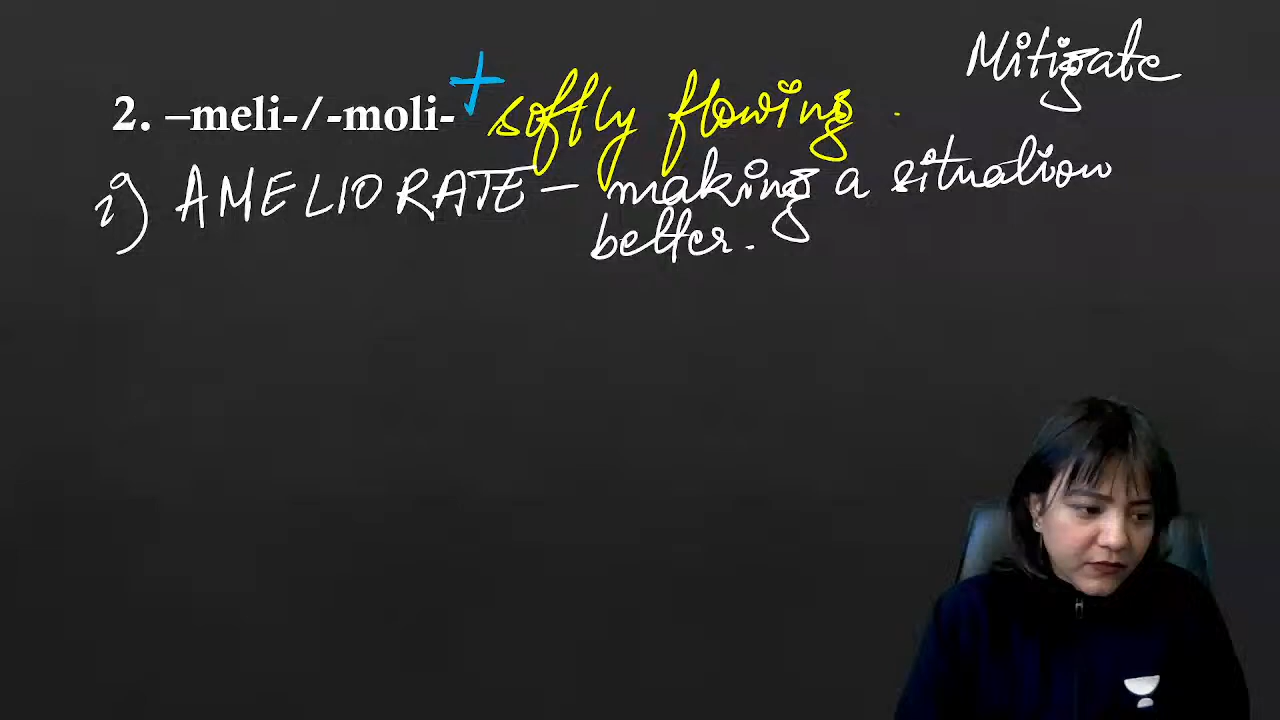 Mitigate
2. –meli-/-moli- + softly flowing.
i) AMELIORATE – making a situation
better.